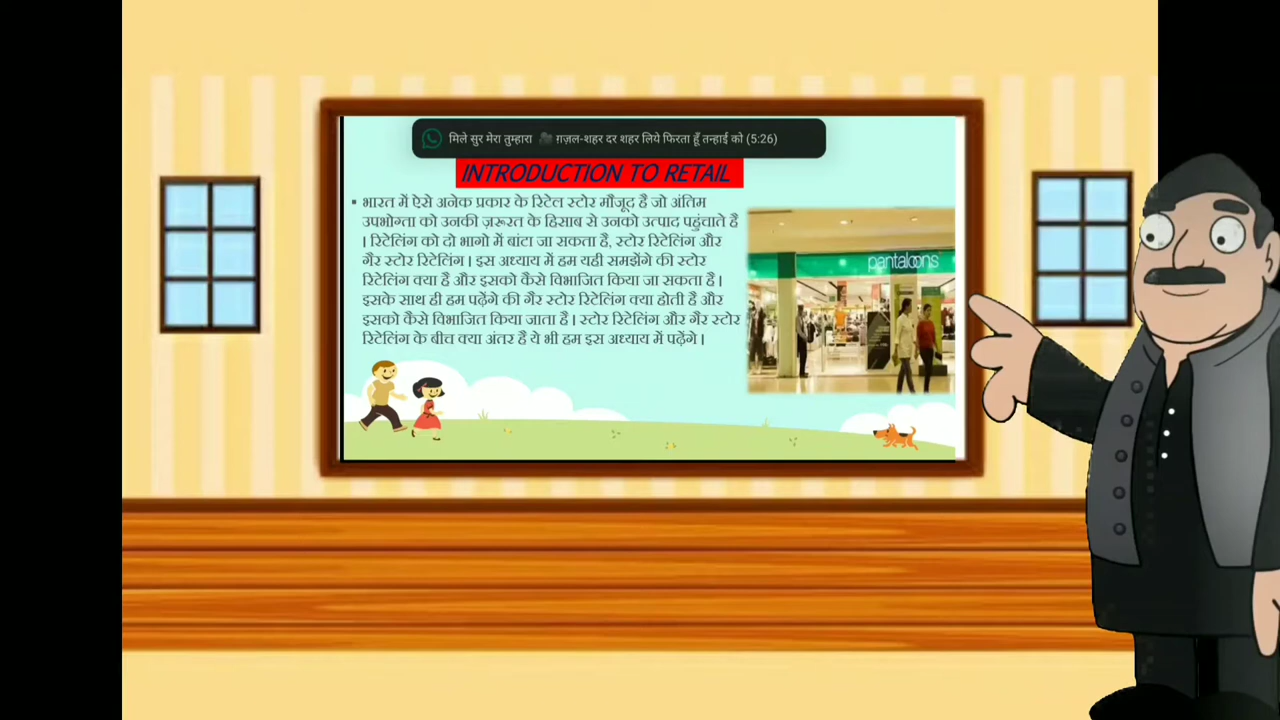 मिले सुर मेरा तुम्हारा 🎥 ग़ज़ल-शहर दर शहर लिये फिरता हूँ तन्हाई को (5:26)
INTRODUCTION TO RETAIL
▪ भारत में ऐसे अनेक प्रकार के रिटेल स्टोर मौजूद है जो अंतिम
उपभोग्ता को उनकी ज़रूरत के हिसाब से उनको उत्पाद पहुंचाते है
। रिटेलिंग को दो भागो में बांटा जा सकता है, स्टोर रिटेलिंग और
गैर स्टोर रिटेलिंग । इस अध्याय में हम यही समझेंगे की स्टोर
रिटेलिंग क्या है और इसको कैसे विभाजित किया जा सकता है।
इसके साथ ही हम पढ़ेंगे की गैर स्टोर रिटेलिंग क्या होती है और
इसको कैसे विभाजित किया जाता है । स्टोर रिटेलिंग और गैर स्टोर
रिटेलिंग के बीच क्या अंतर है ये भी हम इस अध्याय में पढ़ेंगे ।
pantaloons